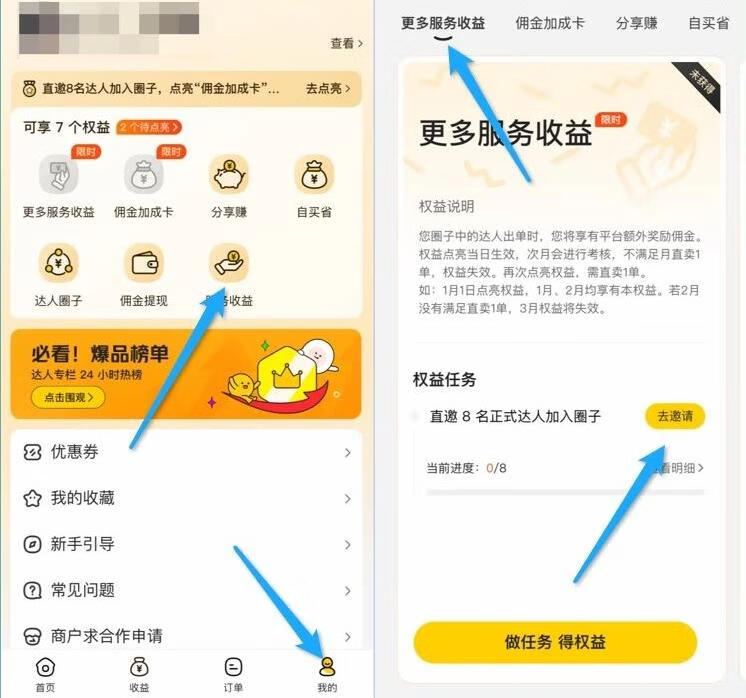 查看
直邀8名达人加入圈子，点亮“佣金加成卡”...
去点亮
可享 7 个权益
2 个待点亮
限时
限时
更多服务收益
佣金加成卡
分享赚
自买省
达人圈子
佣金提现
务收益
必看！爆品榜单
达人专栏 24 小时热榜
点击围观
优惠券
我的收藏
新手引导
常见问题
商户求合作申请
首页
收益
订单
我的
更多服务收益
佣金加成卡
分享赚
自买省
未获得
更多服务收益
限时
权益说明
您圈子中的达人出单时，您将享有平台额外奖励佣金。
权益点亮当日生效，次月会进行考核，不满足月直卖1
单，权益失效。再次点亮权益，需直卖1单。
如：1月1日点亮权益，1月、2月均享有本权益。若2月
没有满足直卖1单，3月权益将失效。
权益任务
直邀 8 名正式达人加入圈子
去邀请
当前进度：0/8
看明细
做任务 得权益